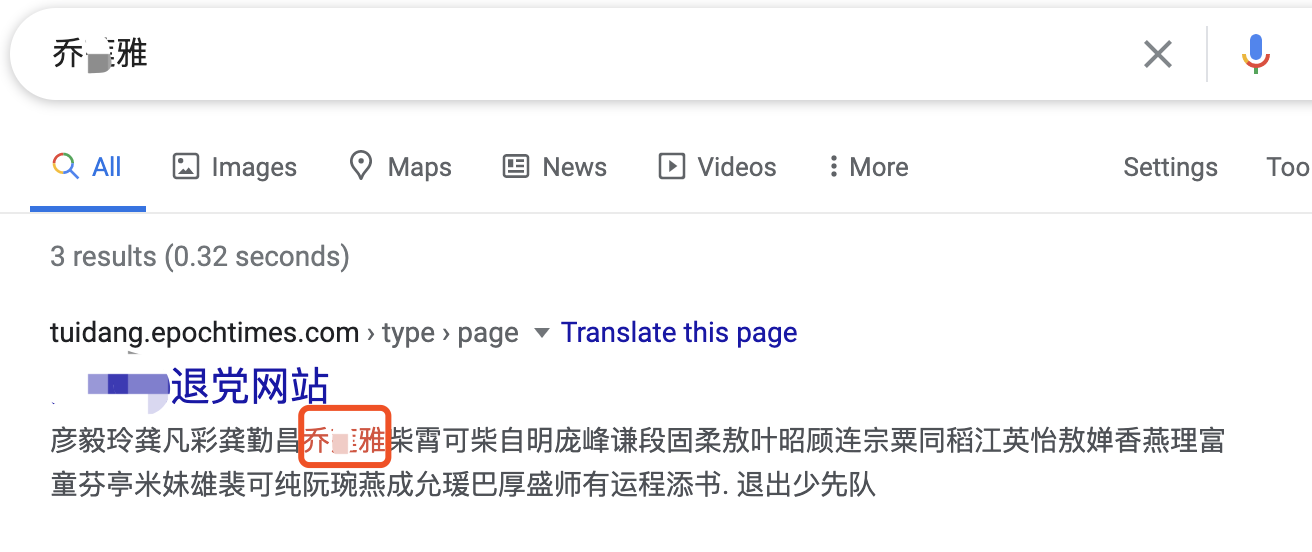 乔雅
All Images Maps News Videos More Settings Too
3 results (0.32 seconds)
tuidang.epochtimes.com › type › page Translate this page
退党网站
彦毅玲龚凡彩龚勤昌乔雅柴霄可柴自明庞峰谦段固柔敖叶昭顾连宗粟同稻江英怡敖婵香燕理富
童芬亭米妹雄裴可纯阮琬燕成允瑗巴厚盛师有运程添书. 退出少先队